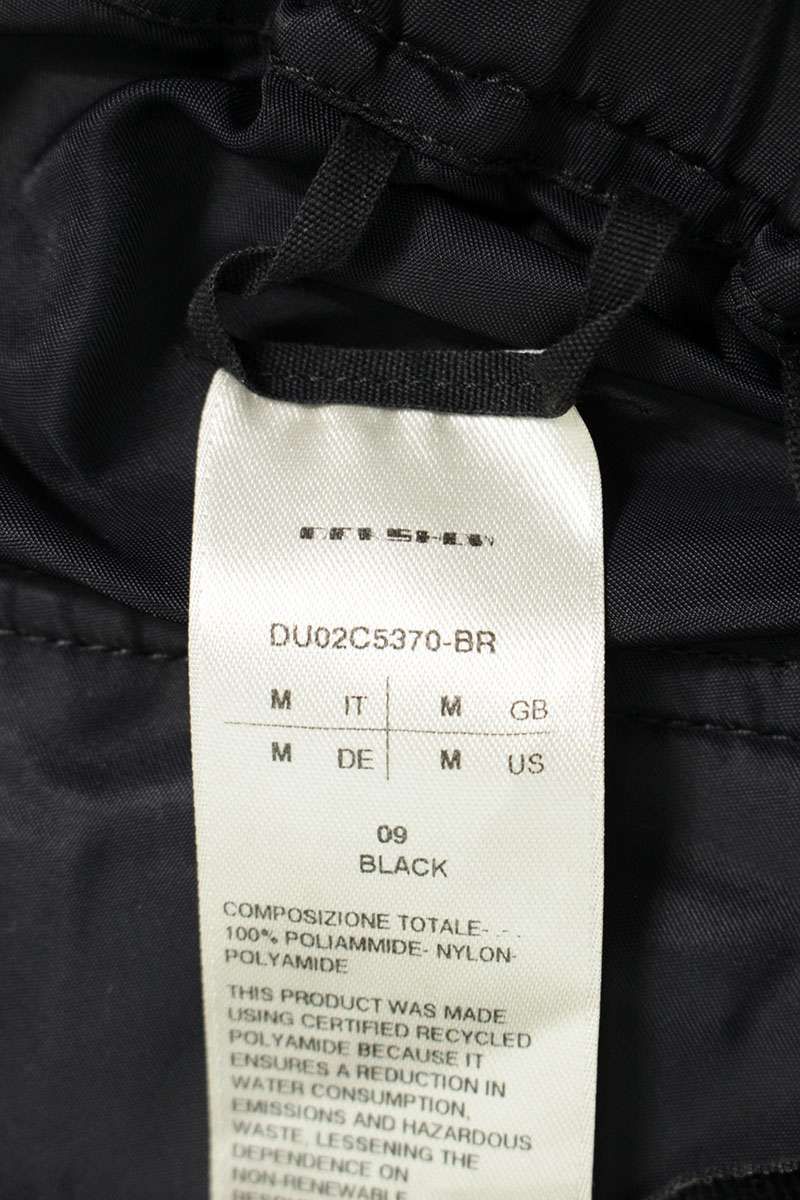 DRKSHDW
DU02C5370-BR
M IT M GB
M DE M US
09
BLACK
COMPOSIZIONE TOTALE- - -
100% POLIAMMIDE- NYLON-
POLYAMIDE
THIS PRODUCT WAS MADE
USING CERTIFIED RECYCLED
POLYAMIDE BECAUSE IT
ENSURES A REDUCTION IN
WATER CONSUMPTION,
EMISSIONS AND HAZARDOUS
WASTE, LESSENING THE
DEPENDENCE ON
NON-RENEWABLE